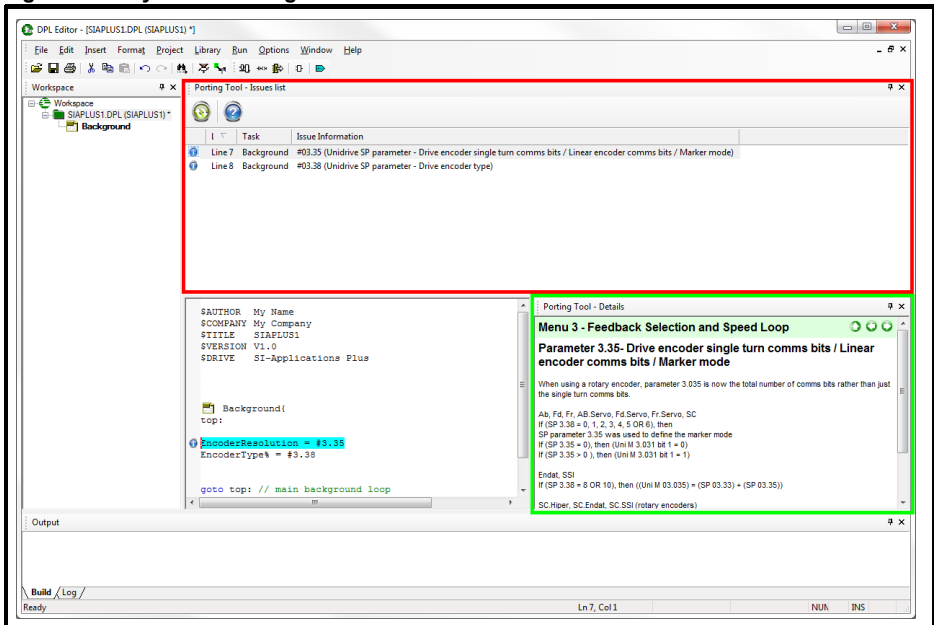 DPL Editor - [SIAPLUS1.DPL (SIAPLUS1) *]
File Edit Insert Format Project Library Run Options Window Help
Workspace
Workspace
SIAPLUS1.DPL (SIAPLUS1) *
Background
Porting Tool - Issues list
I Task Issue Information
Line 7 Background #03.35 (Unidrive SP parameter - Drive encoder single turn comms bits / Linear encoder comms bits / Marker mode)
Line 8 Background #03.38 (Unidrive SP parameter - Drive encoder type)
$AUTHOR My Name
$COMPANY My Company
$TITLE SIAPLUS1
$VERSION V1.0
$DRIVE SI-Applications Plus
Background{
top:
EncoderResolution = #3.35
EncoderType% = #3.38
goto top: // main background loop
Porting Tool - Details
Menu 3 - Feedback Selection and Speed Loop
Parameter 3.35- Drive encoder single turn comms bits / Linear
encoder comms bits / Marker mode
When using a rotary encoder, parameter 3.035 is now the total number of comms bits rather than just
the single turn comms bits.
Ab, Fd, Fr, AB.Servo, Fd.Servo, Fr.Servo, SC
If (SP 3.38 = 0, 1, 2, 3, 4, 5 OR 6), then
SP parameter 3.35 was used to define the marker mode
If (SP 3.35 = 0), then (Uni M 3.031 bit 1 = 0)
If (SP 3.35 > 0 ), then (Uni M 3.031 bit 1 = 1)
Endat, SSI
If (SP 3.38 = 8 OR 10), then ((Uni M 03.035) = (SP 03.33) + (SP 03.35))
SC.Hiper, SC.Endat, SC.SSI (rotary encoders)
Output
Build Log
Ready
Ln 7, Col 1
NUM INS